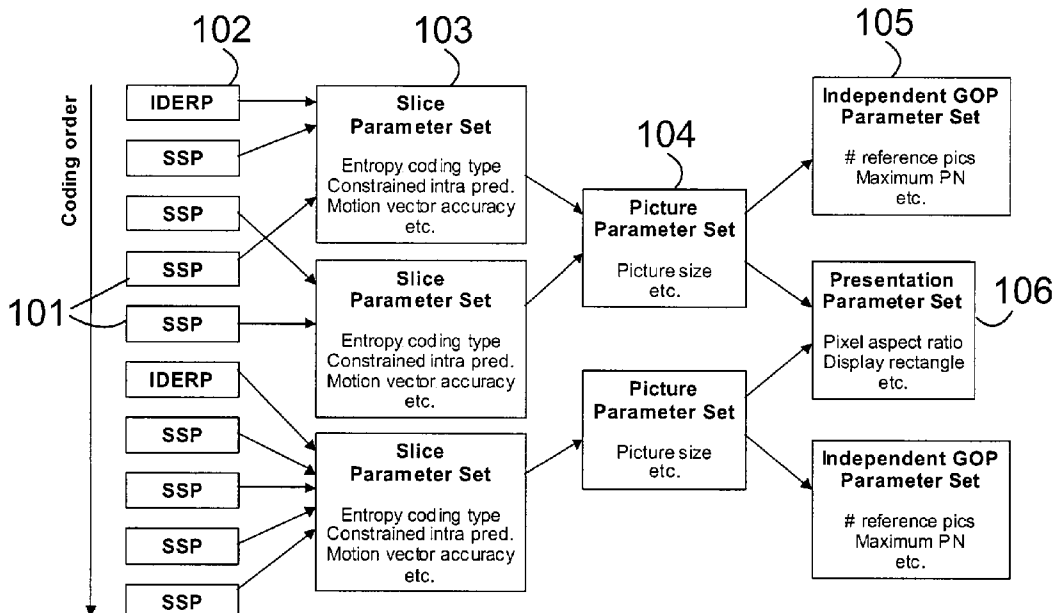 102
103
105
Coding order
IDERP
SSP
SSP
SSP
SSP
IDERP
SSP
SSP
SSP
SSP
101
Slice
Parameter Set
Entropy coding type
Constrained intra pred.
Motion vector accuracy
etc.
Slice
Parameter Set
Entropy coding type
Constrained intra pred.
Motion vector accuracy
etc.
Slice
Parameter Set
Entropy coding type
Constrained intra pred.
Motion vector accuracy
etc.
104
Picture
Parameter Set
Picture size
etc.
Picture
Parameter Set
Picture size
etc.
Independent GOP
Parameter Set
# reference pics
Maximum PN
etc.
Presentation
Parameter Set
Pixel aspect ratio
Display rectangle
etc.
106
Independent GOP
Parameter Set
# reference pics
Maximum PN
etc.